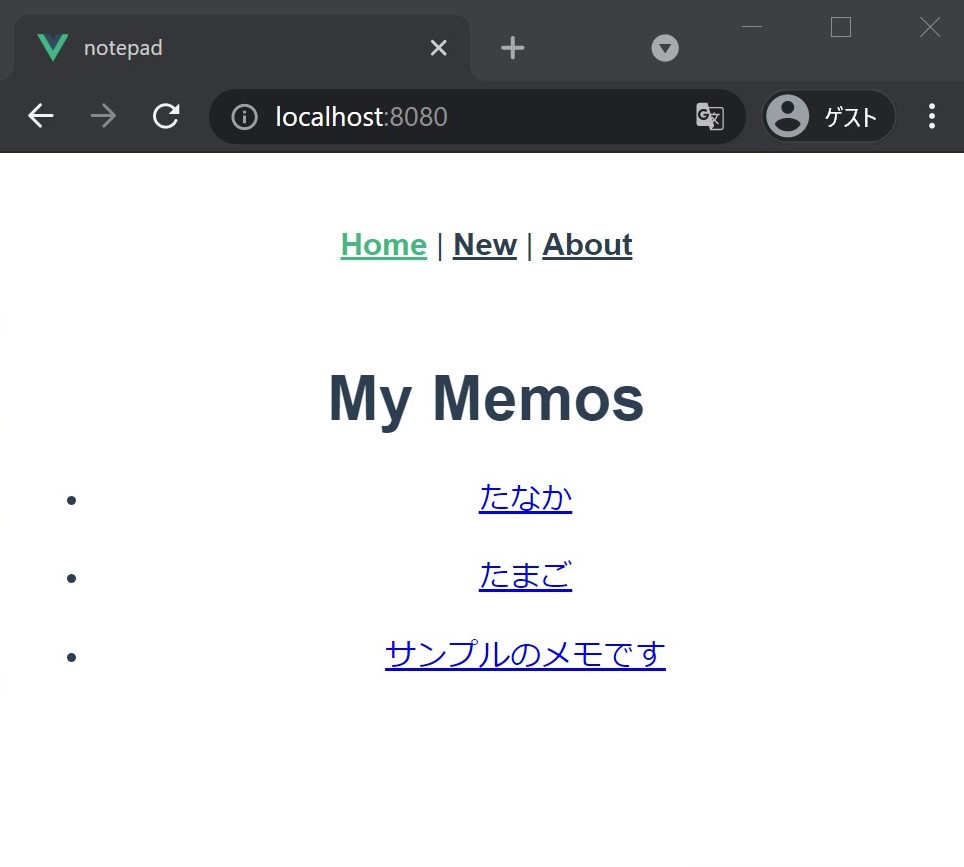 notepad
localhost:8080
ゲスト
Home | New | About
My Memos
• たなか
• たまご
• サンプルのメモです